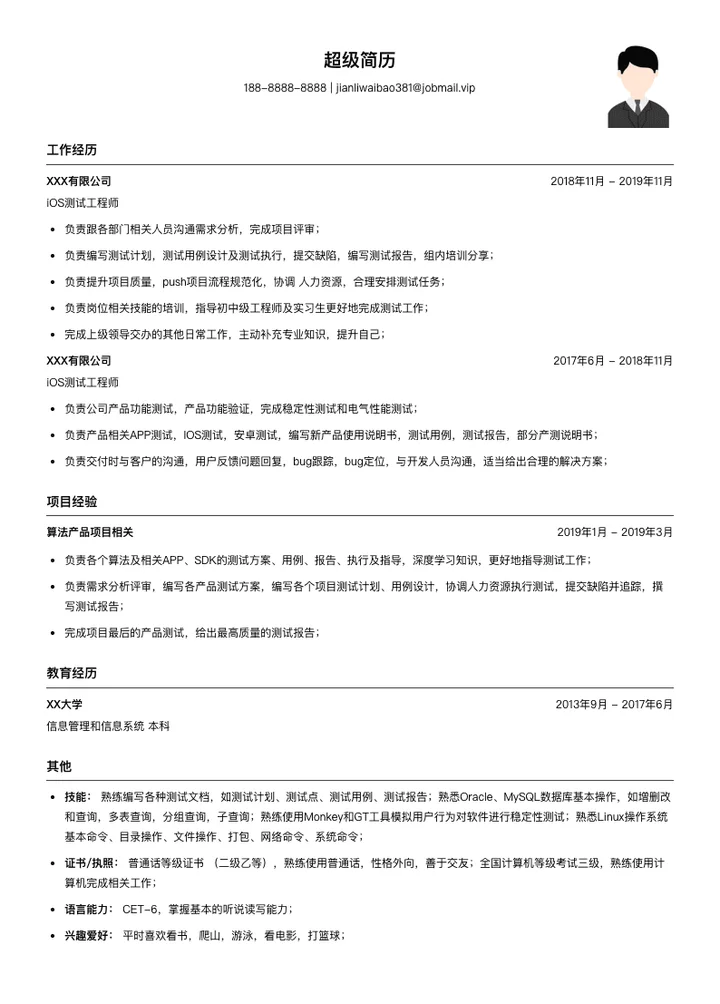 超级简历
188-8888-8888 | jianliwaibao381@jobmail.vip
工作经历
XXX有限公司 2018年11月 - 2019年11月
iOS测试工程师
• 负责跟各部门相关人员沟通需求分析，完成项目评审；
• 负责编写测试计划，测试用例设计及测试执行，提交缺陷，编写测试报告，组内培训分享；
• 负责提升项目质量，push项目流程规范化，协调 人力资源，合理安排测试任务；
• 负责岗位相关技能的培训，指导初中级工程师及实习生更好地完成测试工作；
• 完成上级领导交办的其他日常工作，主动补充专业知识，提升自己；
XXX有限公司 2017年6月 - 2018年11月
iOS测试工程师
• 负责公司产品功能测试，产品功能验证，完成稳定性测试和电气性能测试；
• 负责产品相关APP测试，IOS测试，安卓测试，编写新产品使用说明书，测试用例，测试报告，部分产测说明书；
• 负责交付时与客户的沟通，用户反馈问题回复，bug跟踪，bug定位，与开发人员沟通，适当给出合理的解决方案；
项目经验
算法产品项目相关 2019年1月 - 2019年3月
• 负责各个算法及相关APP、SDK的测试方案、用例、报告、执行及指导，深度学习知识，更好地指导测试工作；
• 负责需求分析评审，编写各产品测试方案，编写各个项目测试计划、用例设计，协调人力资源执行测试，提交缺陷并追踪，撰
写测试报告；
• 完成项目最后的产品测试，给出最高质量的测试报告；
教育经历
XX大学 2013年9月 - 2017年6月
信息管理和信息系统 本科
其他
• 技能： 熟练编写各种测试文档，如测试计划、测试点、测试用例、测试报告；熟悉Oracle、MySQL数据库基本操作，如增删改
和查询，多表查询，分组查询，子查询；熟练使用Monkey和GT工具模拟用户行为对软件进行稳定性测试；熟悉Linux操作系统
基本命令、目录操作、文件操作、打包、网络命令、系统命令；
• 证书/执照： 普通话等级证书 （二级乙等），熟练使用普通话，性格外向，善于交友；全国计算机等级考试三级，熟练使用计
算机完成相关工作；
• 语言能力： CET-6，掌握基本的听说读写能力；
• 兴趣爱好： 平时喜欢看书，爬山，游泳，看电影，打篮球；